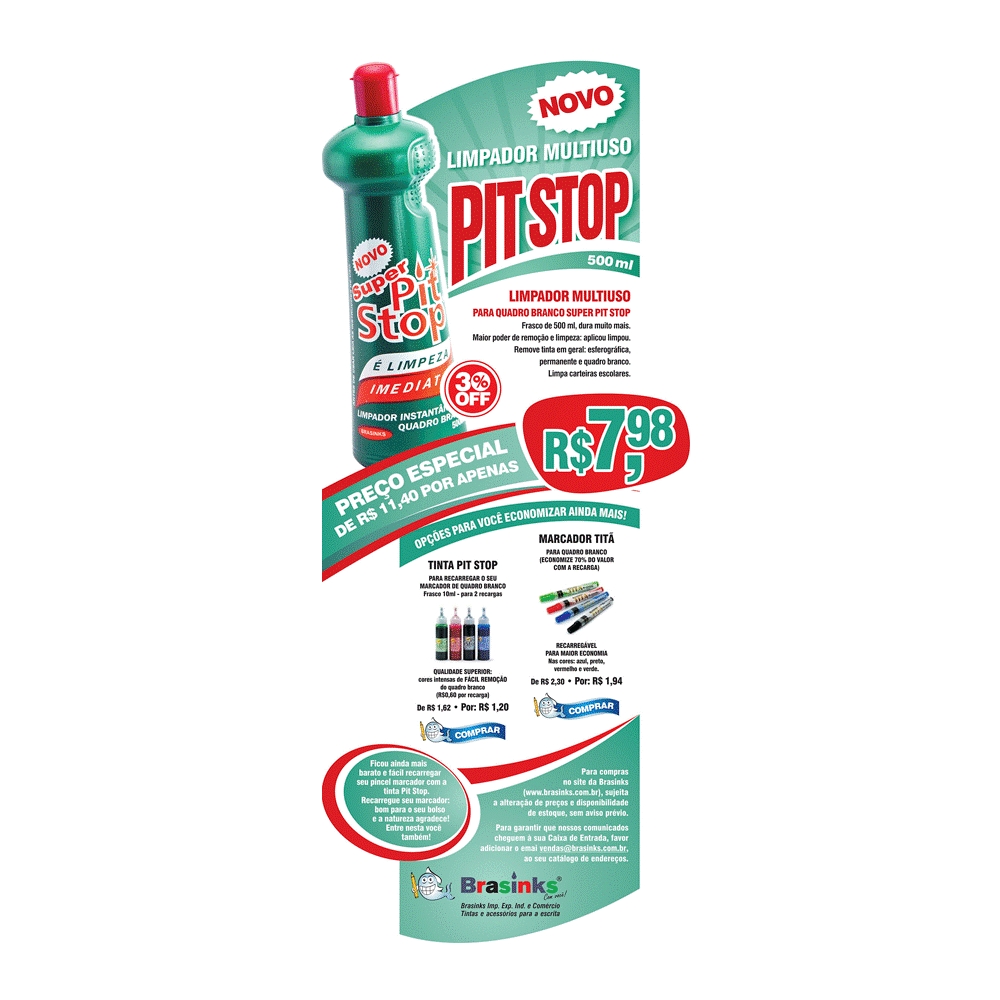 NOVO
LIMPADOR MULTIUSO
PIT STOP
500 ml
NOVO
Super
Pit
Stop
É LIMPEZA
IMEDIAT
LIMPADOR INSTANTÂN
QUADRO BRA
BRASINKS
500
3%
OFF
LIMPADOR MULTIUSO
PARA QUADRO BRANCO SUPER PIT STOP
Frasco de 500 ml, dura muito mais.
Maior poder de remoção e limpeza: aplicou limpou.
Remove tinta em geral: esferográfica,
permanente e quadro branco.
Limpa carteiras escolares.
PREÇO ESPECIAL
DE R$ 11,40 POR APENAS
R$7,98
OPÇÕES PARA VOCÊ ECONOMIZAR AINDA MAIS!
TINTA PIT STOP
PARA RECARREGAR O SEU
MARCADOR DE QUADRO BRANCO
Frasco 10ml - para 2 recargas
QUALIDADE SUPERIOR:
cores intensas de FÁCIL REMOÇÃO
do quadro branco
(R$0,60 por recarga)
De R$ 1,62 • Por: R$ 1,20
COMPRAR
MARCADOR TITÃ
PARA QUADRO BRANCO
(ECONOMIZE 70% DO VALOR
COM A RECARGA)
RECARREGÁVEL
PARA MAIOR ECONOMIA
Nas cores: azul, preto,
vermelho e verde.
De R$ 2,30 • Por: R$ 1,94
COMPRAR
Ficou ainda mais
barato e fácil recarregar
seu pincel marcador com a
tinta Pit Stop.
Recarregue seu marcador:
bom para o seu bolso
e a natureza agradece!
Entre nesta você
também!
Para compras
no site da Brasinks
(www.brasinks.com.br), sujeita
a alteração de preços e disponibilidade
de estoque, sem aviso prévio.
Para garantir que nossos comunicados
cheguem à sua Caixa de Entrada, favor
adicionar o emai vendas@brasinks.com.br,
ao seu catálogo de endereços.
Brasinks®
Com você!
Brasinks Imp. Exp. Ind. e Comércio
Tintas e acessórios para a escrita